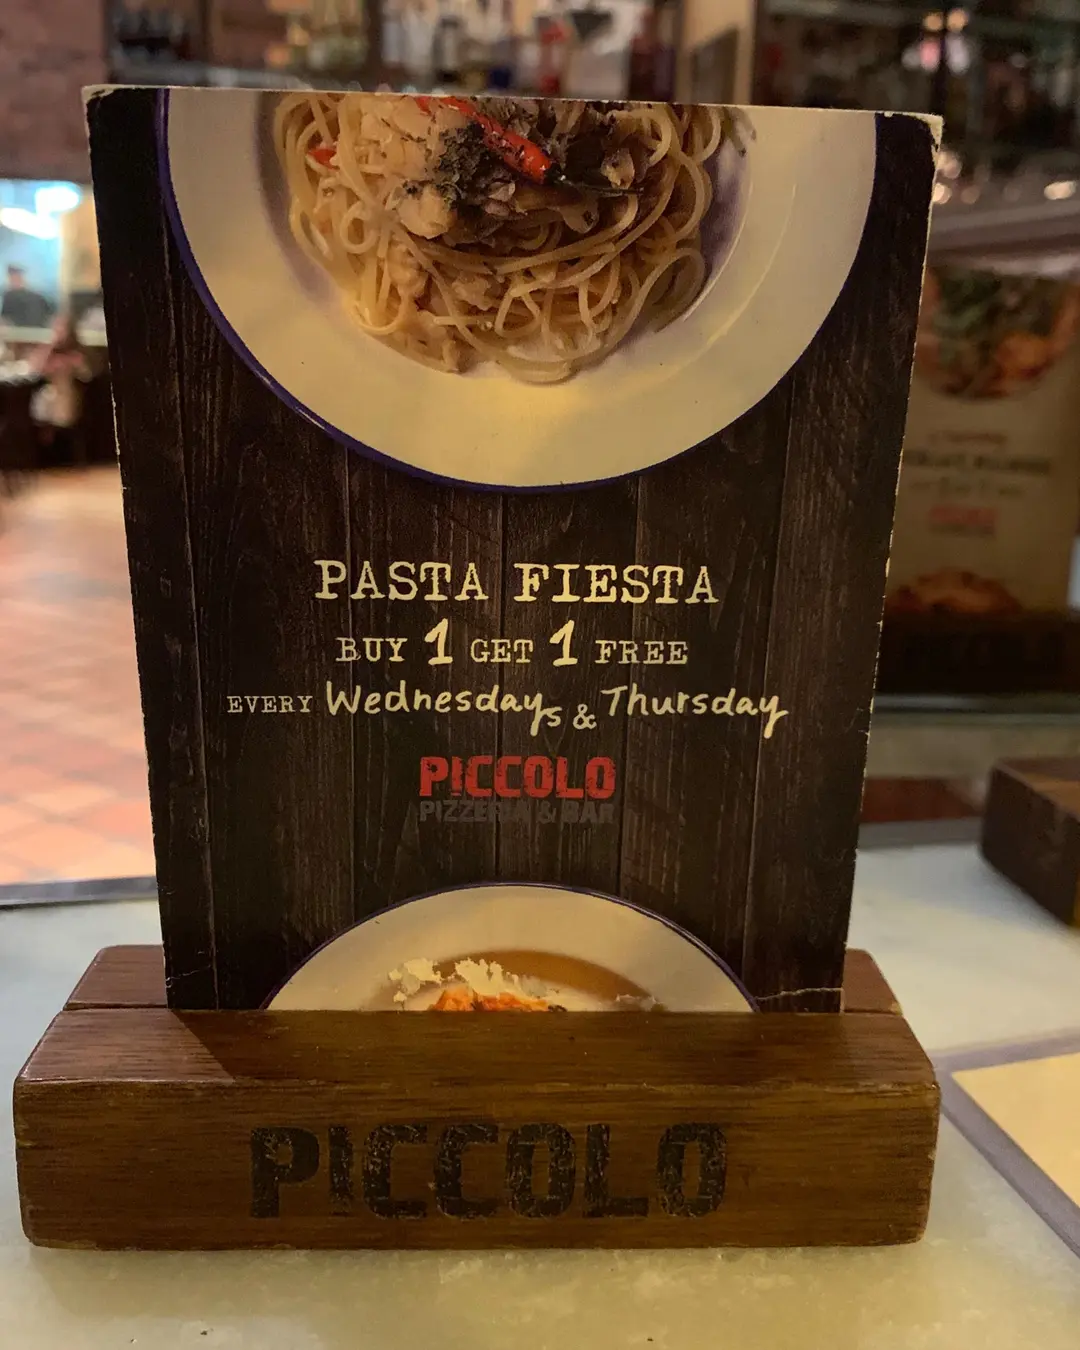 PASTA FIESTA
BUY 1 GET 1 FREE
EVERY Wednesdays & Thursday
PICCOLO
PIZZERIA & BAR
PICCOLO